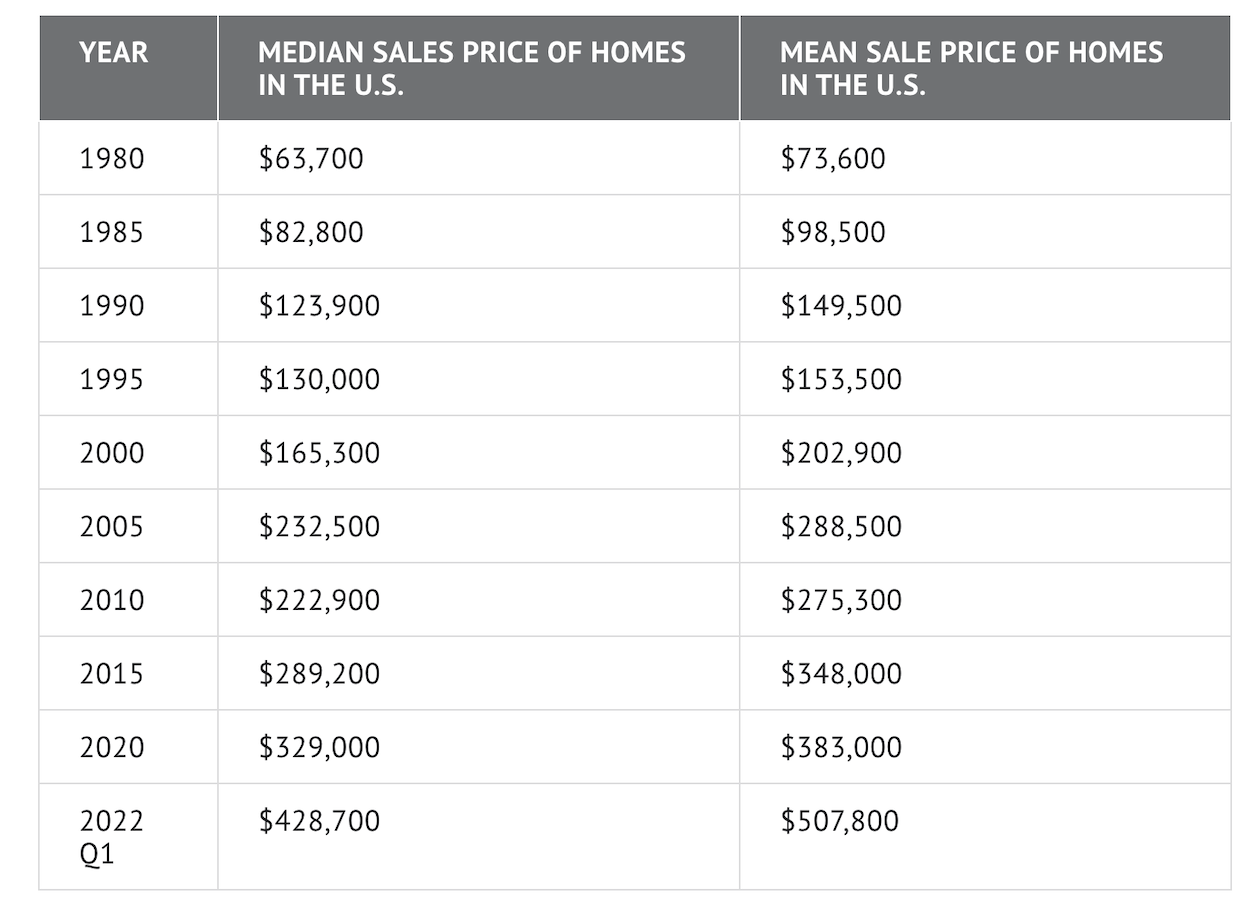 YEAR MEDIAN SALES PRICE OF HOMES MEAN SALE PRICE OF HOMES
IN THE U.S. IN THE U.S.
1980 $63,700 $73,600
1985 $82,800 $98,500
1990 $123,900 $149,500
1995 $130,000 $153,500
2000 $165,300 $202,900
2005 $232,500 $288,500
2010 $222,900 $275,300
2015 $289,200 $348,000
2020 $329,000 $383,000
2022 $428,700 $507,800
Q1